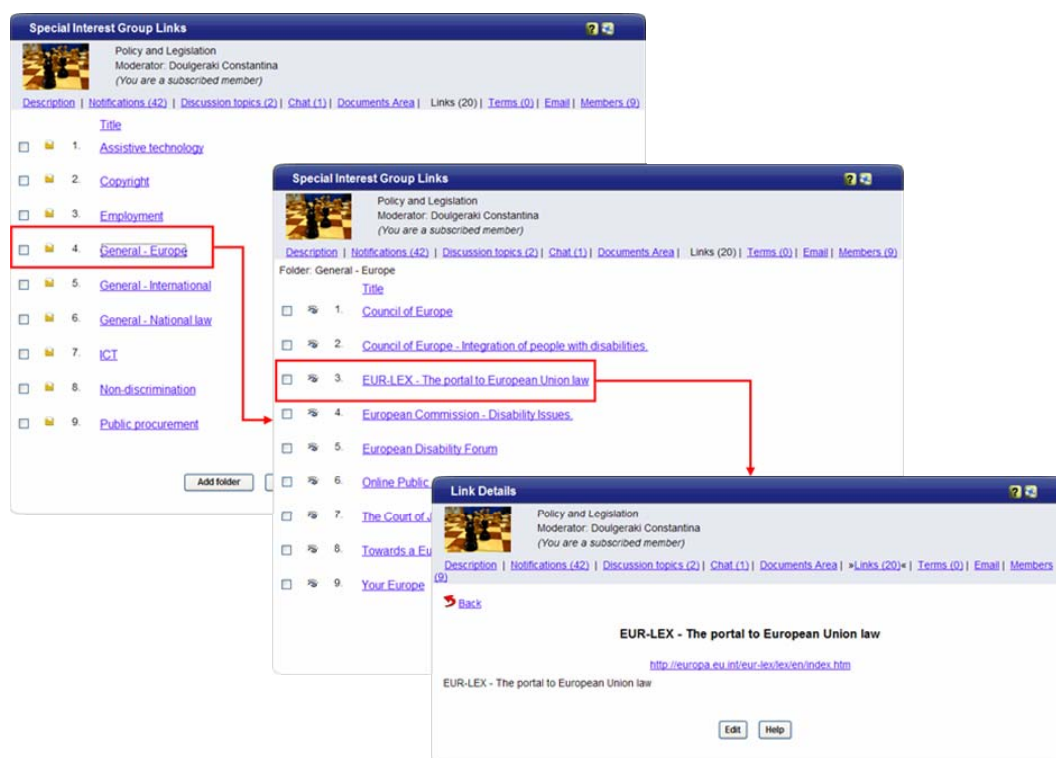 Special Interest Group Links
Policy and Legislation
Moderator: Doulgeraki Constantina
(You are a subscribed member)
Description | Notifications (42) | Discussion topics (2) | Chat (1) | Documents Area | Links (20) | Terms (0) | Email | Members (9)
Title
1. Assistive technology
2. Copyright
3. Employment
4. General - Europe
5. General - International
6. General - National law
7. ICT
8. Non-discrimination
9. Public procurement
Add folder
Special Interest Group Links
Policy and Legislation
Moderator: Doulgeraki Constantina
(You are a subscribed member)
Description | Notifications (42) | Discussion topics (2) | Chat (1) | Documents Area | Links (20) | Terms (0) | Email | Members (9)
Folder: General - Europe
Title
1. Council of Europe
2. Council of Europe - Integration of people with disabilities.
3. EUR-LEX - The portal to European Union law
4. European Commission - Disability Issues.
5. European Disability Forum
6. Online Public
7. The Court of J
8. Towards a Eu
9. Your Europe
Link Details
Policy and Legislation
Moderator: Doulgeraki Constantina
(You are a subscribed member)
Description | Notifications (42) | Discussion topics (2) | Chat (1) | Documents Area | »Links (20)« | Terms (0) | Email | Members
(9)
Back
EUR-LEX - The portal to European Union law
http://europa.eu.int/eur-lex/lex/en/index.htm
EUR-LEX - The portal to European Union law
Edit Help